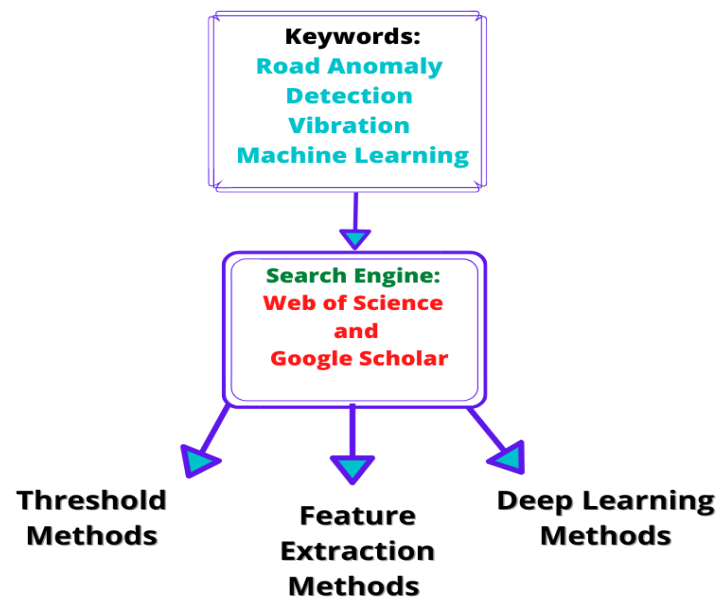 Keywords:
Road Anomaly
Detection
Vibration
Machine Learning
Search Engine:
Web of Science
and
Google Scholar
Threshold
Methods
Feature
Extraction
Methods
Deep Learning
Methods